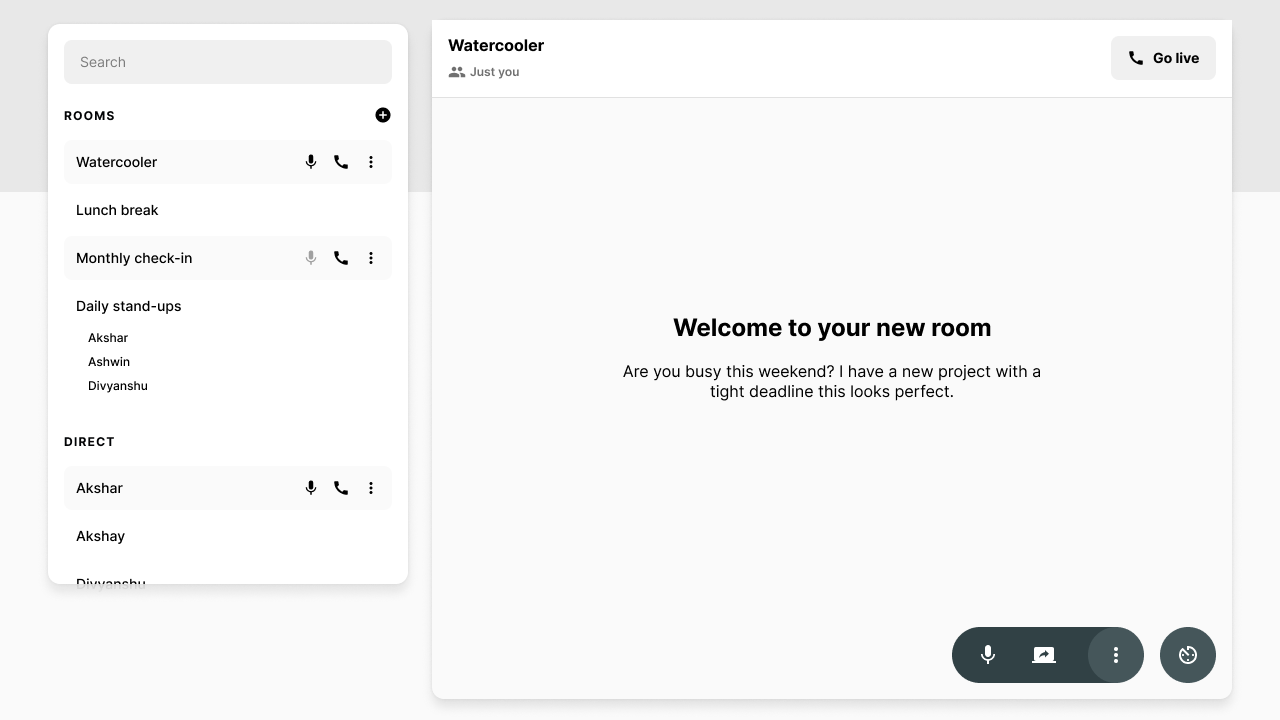 Search
ROOMS
Watercooler
Lunch break
Monthly check-in
Daily stand-ups
Akshar
Ashwin
Divyanshu
DIRECT
Akshar
Akshay
Divyanshu
Watercooler
Just you
Go live
Welcome to your new room
Are you busy this weekend? I have a new project with a
tight deadline this looks perfect.